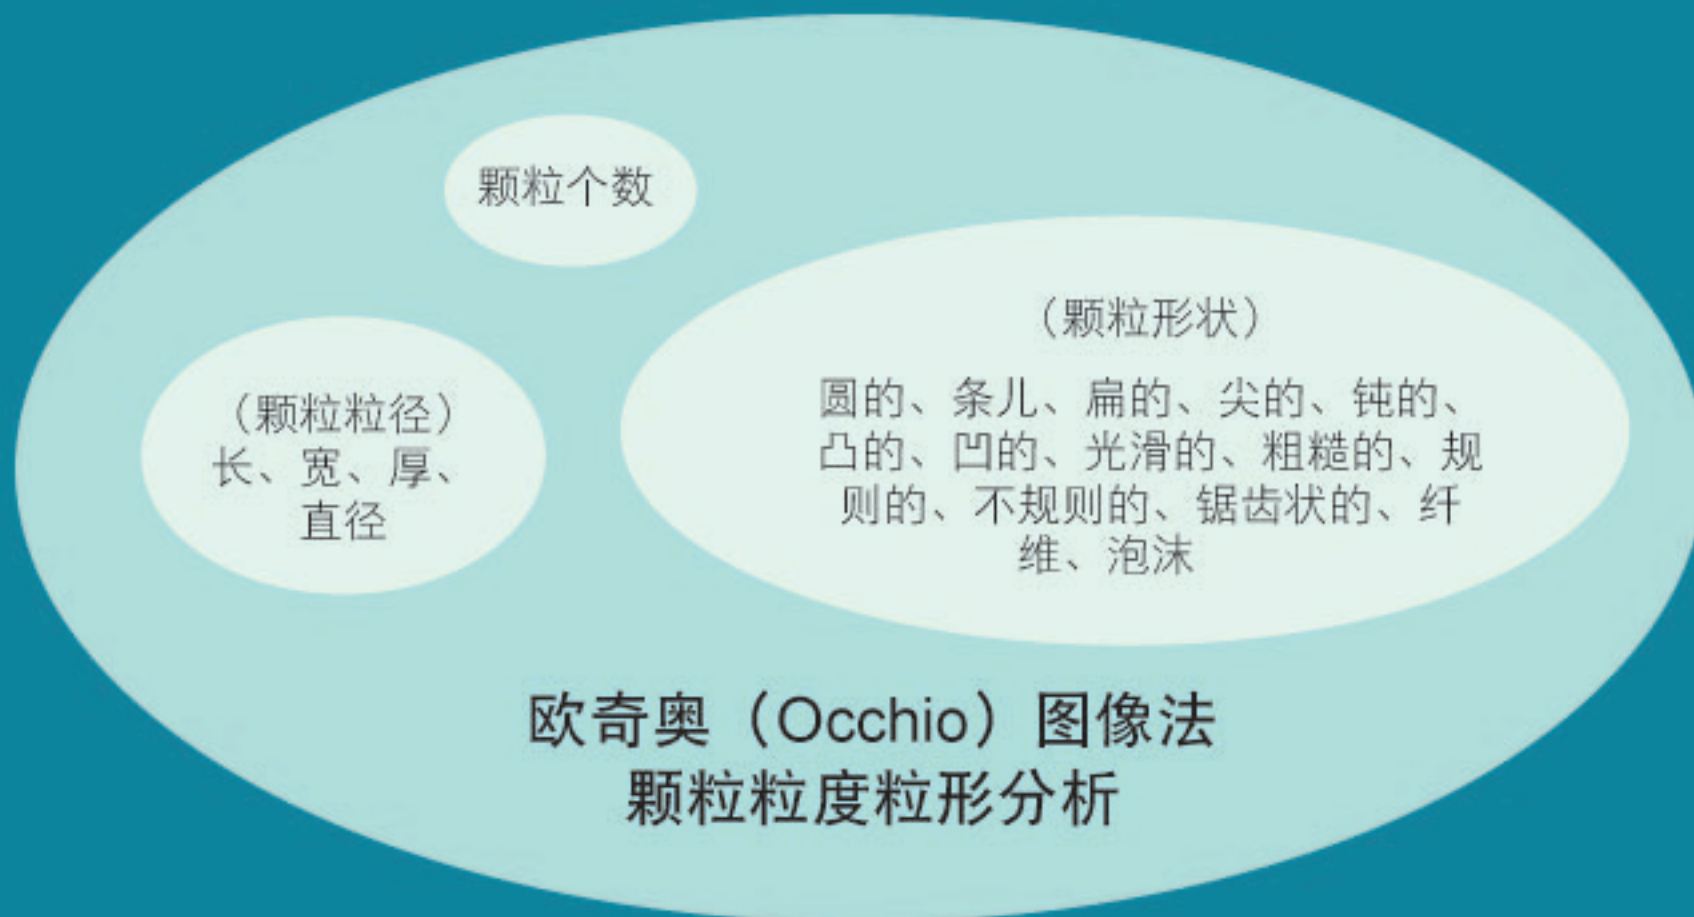 颗粒个数
（颗粒粒径）
长、宽、厚、
直径
（颗粒形状）
圆的、条儿、扁的、尖的、钝的、
凸的、凹的、光滑的、粗糙的、规
则的、不规则的、锯齿状的、纤
维、泡沫
欧奇奥（Occhio）图像法
颗粒粒度粒形分析